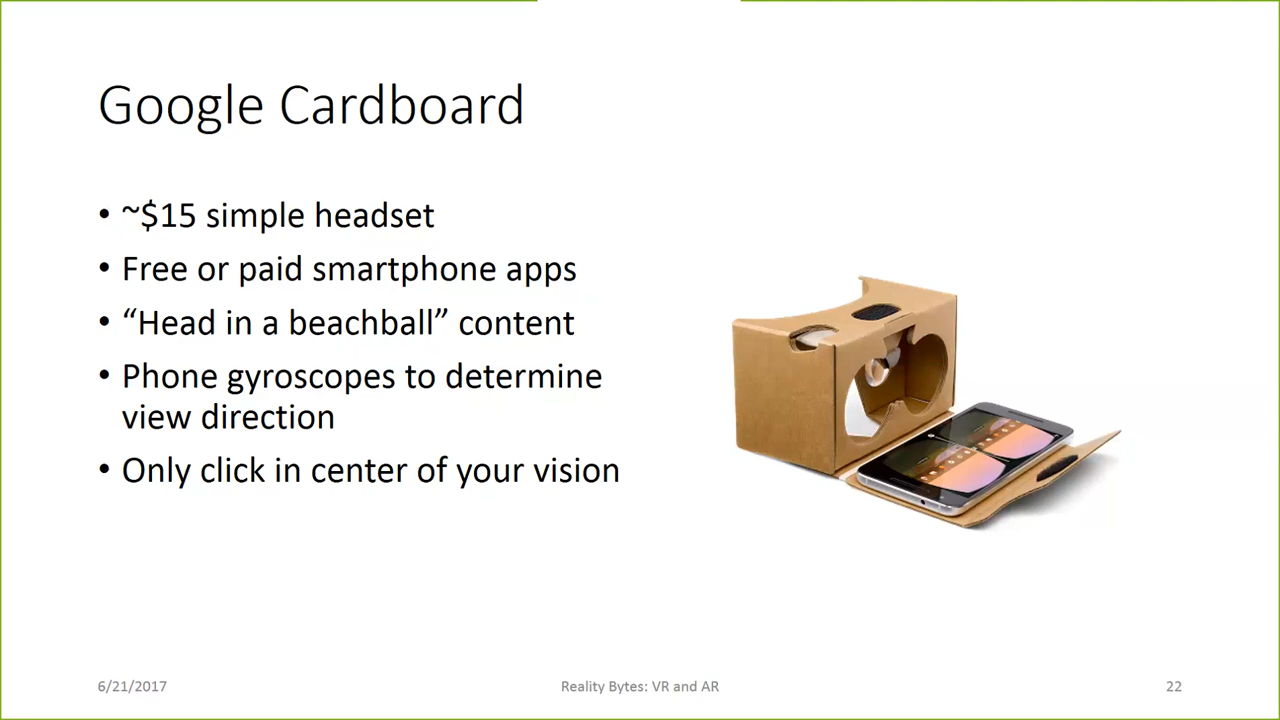 Google Cardboard
• ~$15 simple headset
• Free or paid smartphone apps
• “Head in a beachball” content
• Phone gyroscopes to determine
view direction
• Only click in center of your vision
6/21/2017
Reality Bytes: VR and AR
22